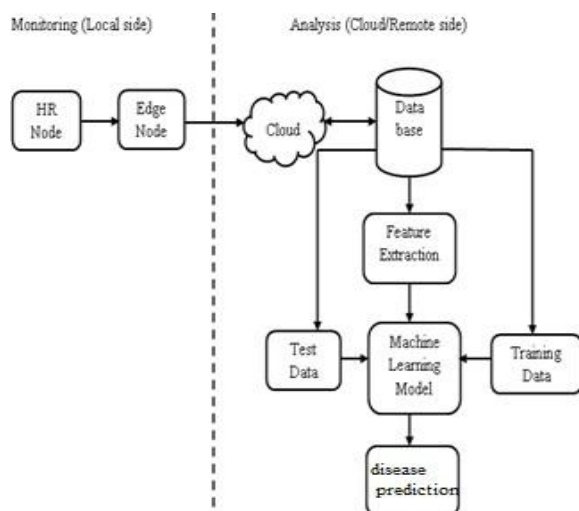 Monitoring (Local side)
Analysis (Cloud/Remote side)
HR
Node
Edge
Node
Cloud
Data
base
Feature
Extraction
Test
Data
Machine
Learning
Model
Training
Data
disease
prediction